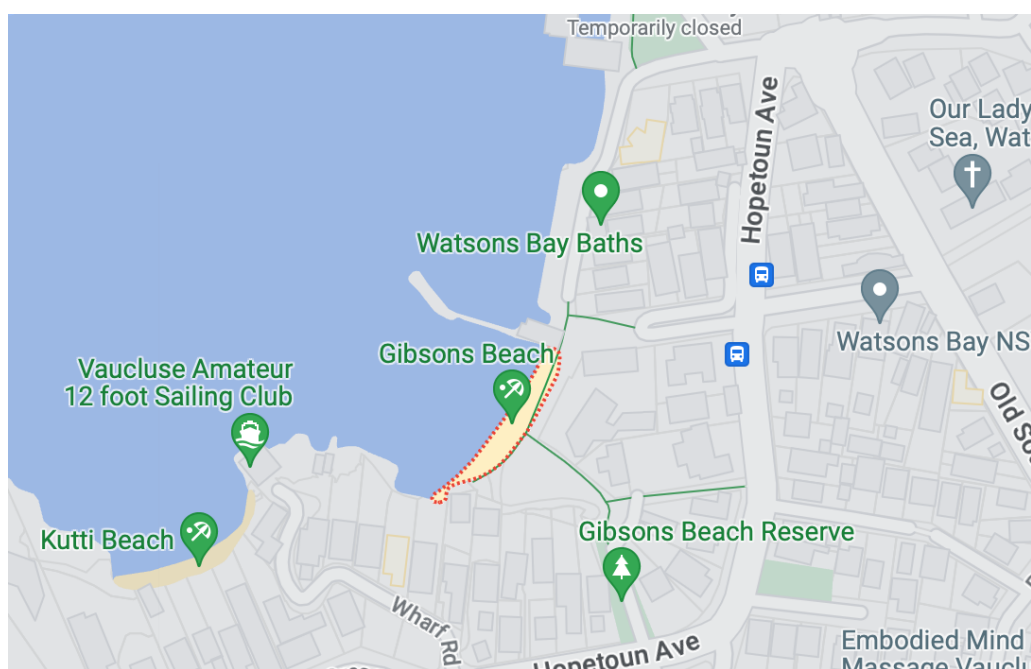 Temporarily closed
Hopetoun Ave
Our Lady
Sea, Wat
Watsons Bay Baths
Watsons Bay NS
Gibsons Beach
Vaucluse Amateur
12 foot Sailing Club
Old So
Kutti Beach
Gibsons Beach Reserve
Wharf Rd
Hopetoun Ave
Embodied Mind
Massage Vaucl